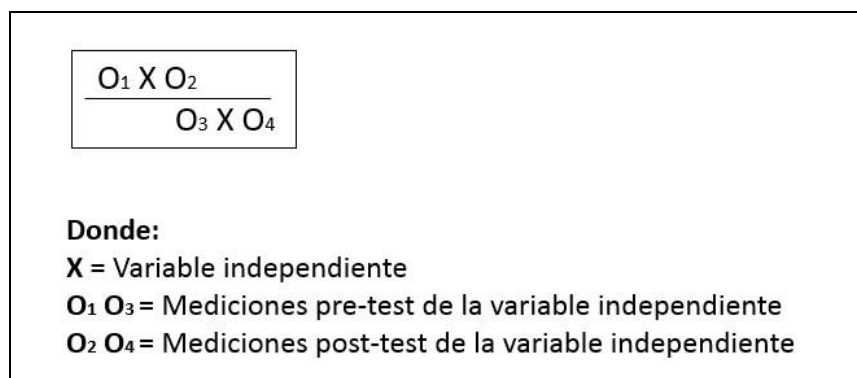 O₁ X O₂
O₃ X O₄
Donde:
X = Variable independiente
O₁ O₃ = Mediciones pre-test de la variable independiente
O₂ O₄ = Mediciones post-test de la variable independiente